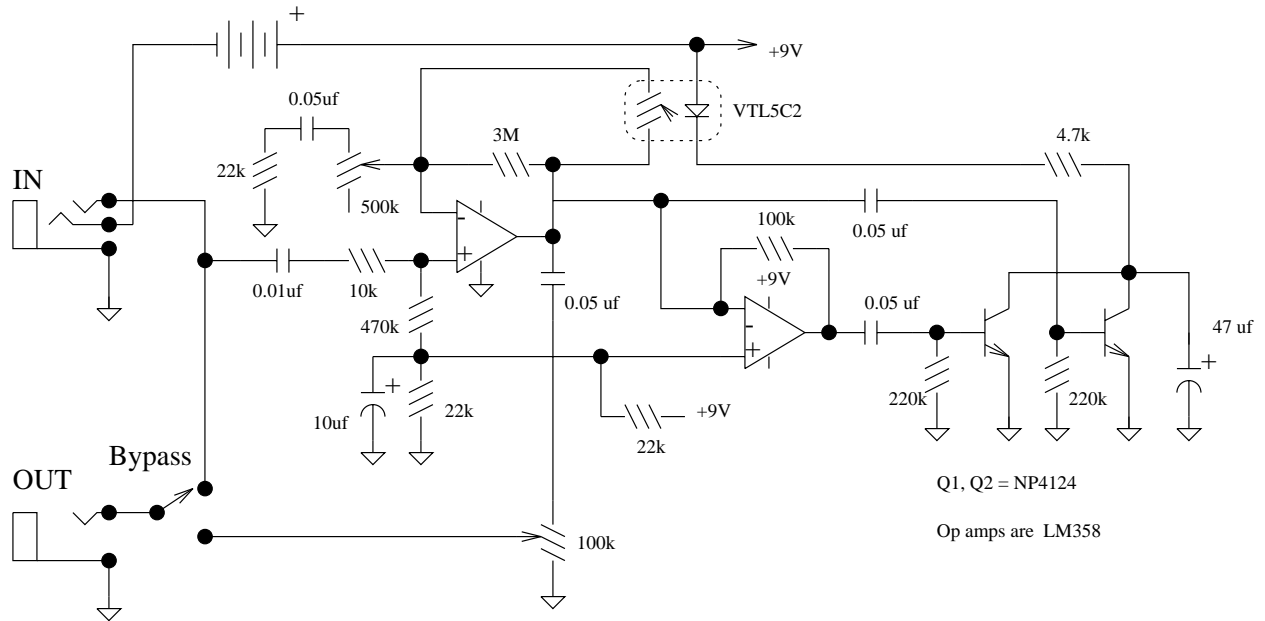 +
+9V
0.05uf
VTL5C2
3M
4.7k
22k
IN
500k
0.05 uf
100k
-
+
+9V
0.01uf
10k
0.05 uf
0.05 uf
470k
-
+
47 uf
+
+
22k
+9V
10uf
22k
220k
220k
Bypass
OUT
Q1, Q2 = NP4124
100k
Op amps are LM358